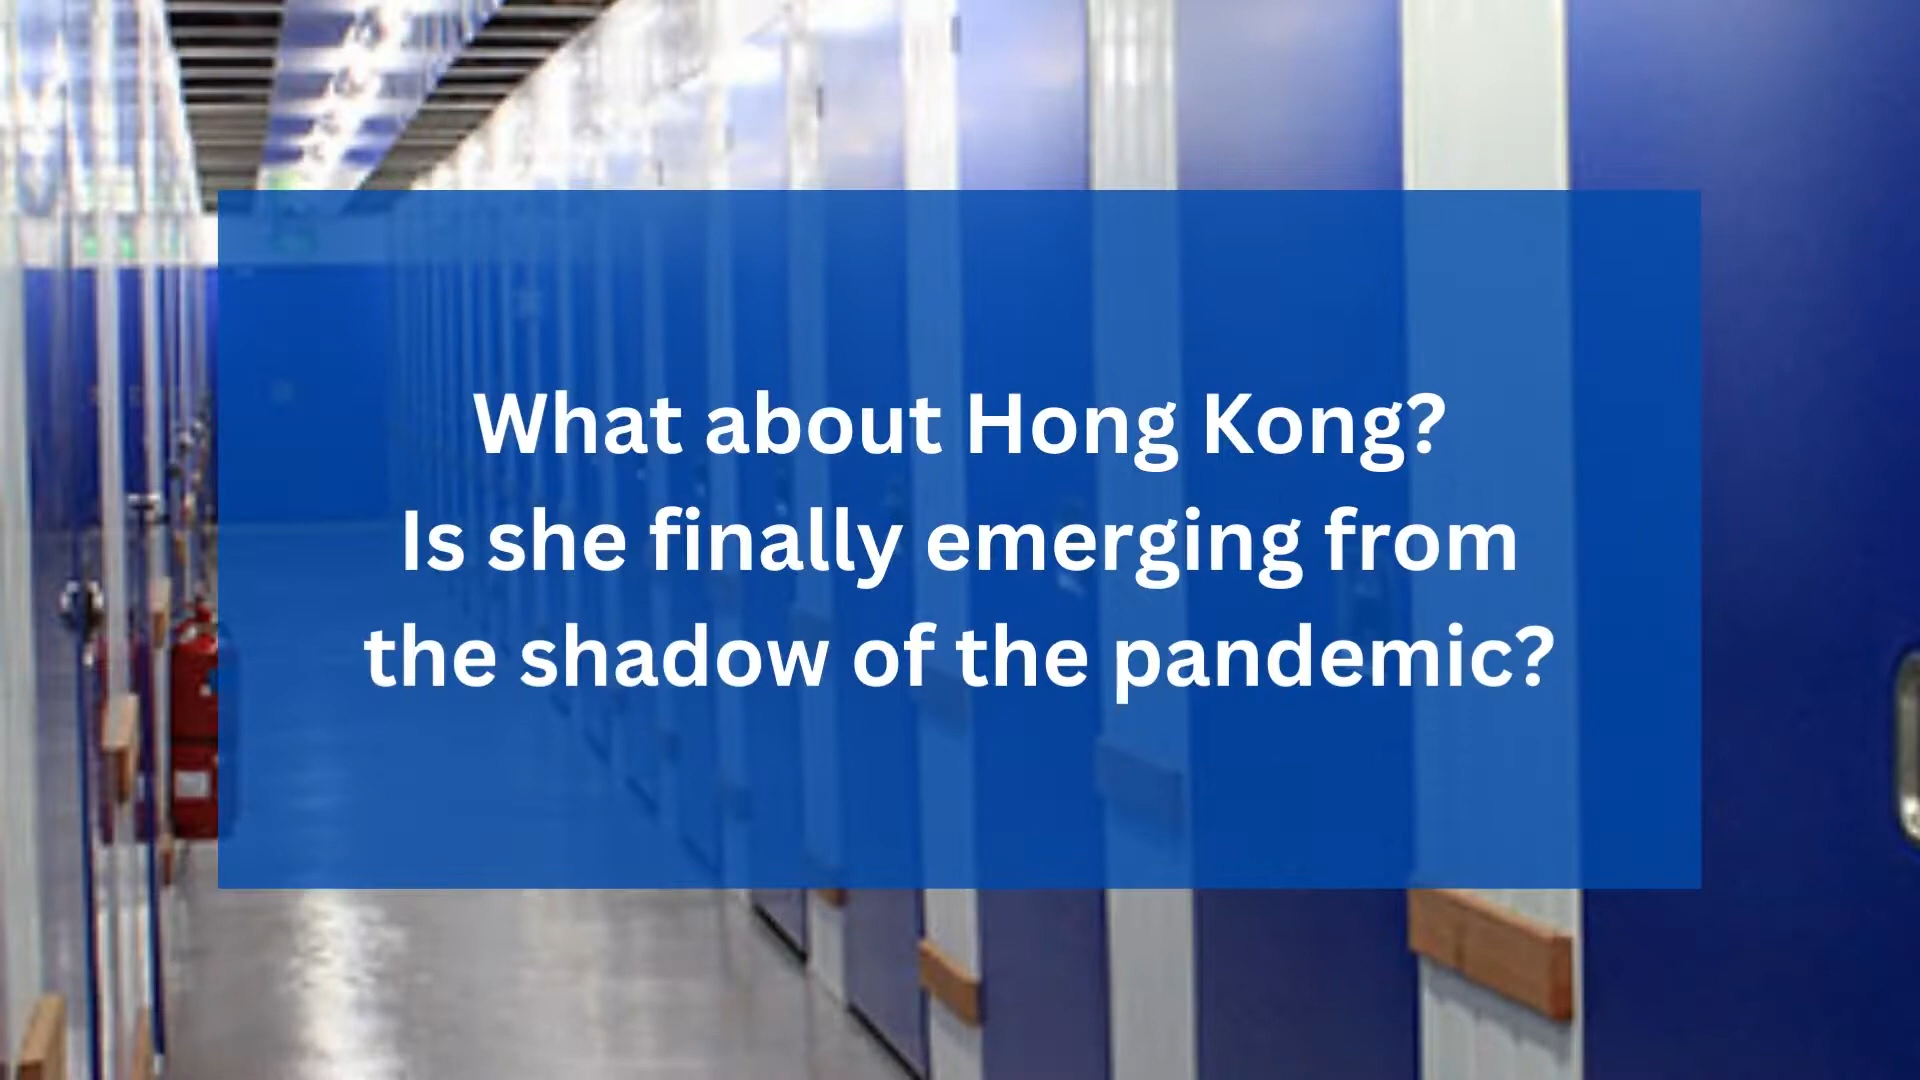 What about Hong Kong?
Is she finally emerging from
the shadow of the pandemic?